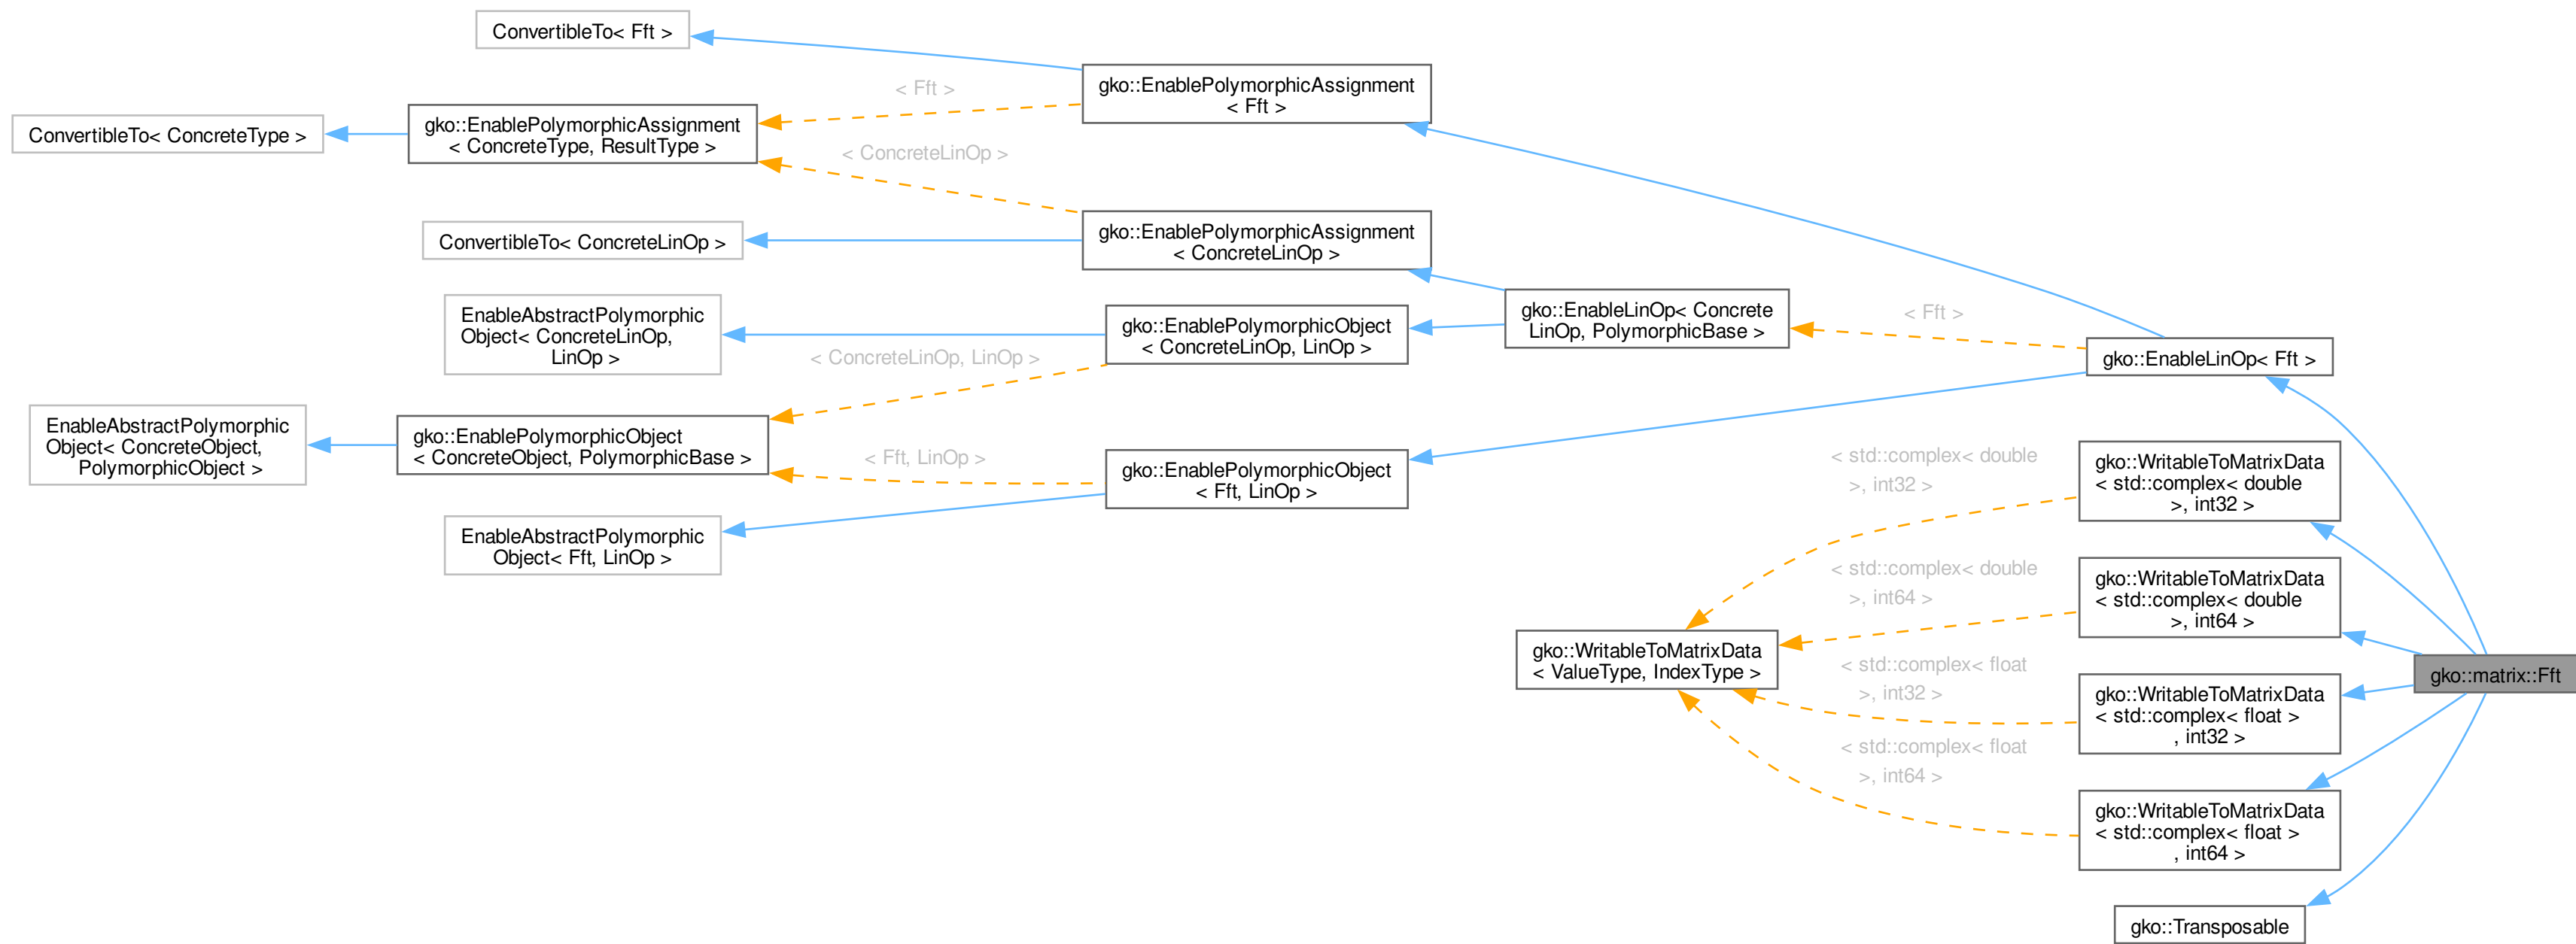 ConvertibleTo< Fft >
gko::EnablePolymorphicAssignment
< Fft >
< Fft >
ConvertibleTo< ConcreteType >
gko::EnablePolymorphicAssignment
< ConcreteType, ResultType >
< ConcreteLinOp >
ConvertibleTo< ConcreteLinOp >
gko::EnablePolymorphicAssignment
< ConcreteLinOp >
EnableAbstractPolymorphic
Object< ConcreteLinOp,
LinOp >
gko::EnablePolymorphicObject
< ConcreteLinOp, LinOp >
gko::EnableLinOp< Concrete
LinOp, PolymorphicBase >
< Fft >
gko::EnableLinOp< Fft >
< ConcreteLinOp, LinOp >
EnableAbstractPolymorphic
Object< ConcreteObject,
PolymorphicObject >
gko::EnablePolymorphicObject
< ConcreteObject, PolymorphicBase >
< Fft, LinOp >
gko::EnablePolymorphicObject
< Fft, LinOp >
EnableAbstractPolymorphic
Object< Fft, LinOp >
< std::complex< double
>, int32 >
gko::WritableToMatrixData
< std::complex< double
>, int32 >
< std::complex< double
>, int64 >
gko::WritableToMatrixData
< std::complex< double
>, int64 >
gko::WritableToMatrixData
< ValueType, IndexType >
< std::complex< float
>, int32 >
gko::WritableToMatrixData
< std::complex< float >
, int32 >
gko::matrix::Fft
< std::complex< float
>, int64 >
gko::WritableToMatrixData
< std::complex< float >
, int64 >
gko::Transposable